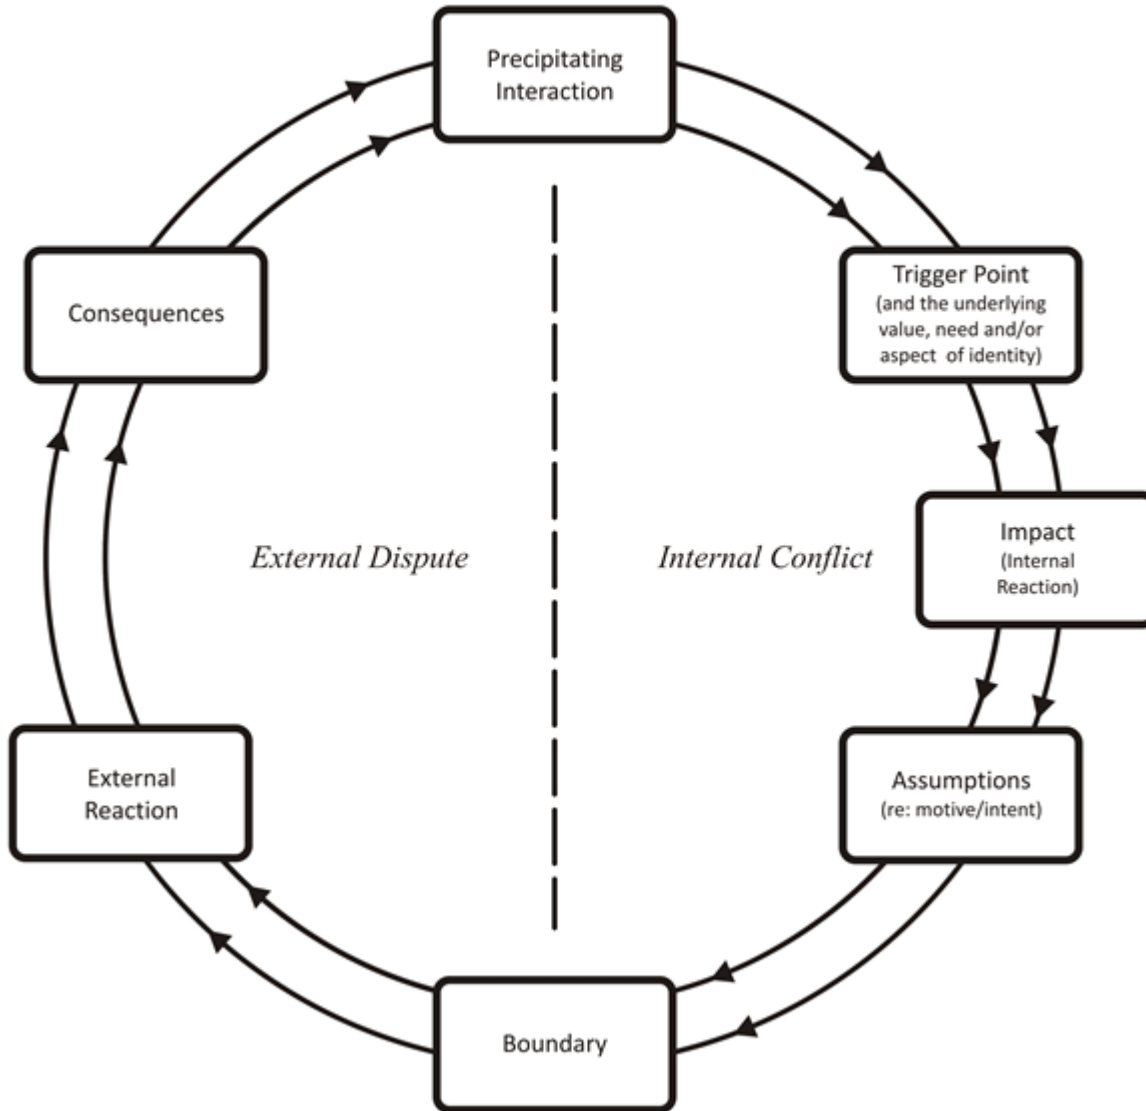 Precipitating
Interaction
Trigger Point
(and the underlying
value, need and/or
aspect of identity)
Consequences
Impact
(Internal
Reaction)
External Dispute
Internal Conflict
External
Reaction
Assumptions
(re: motive/intent)
Boundary